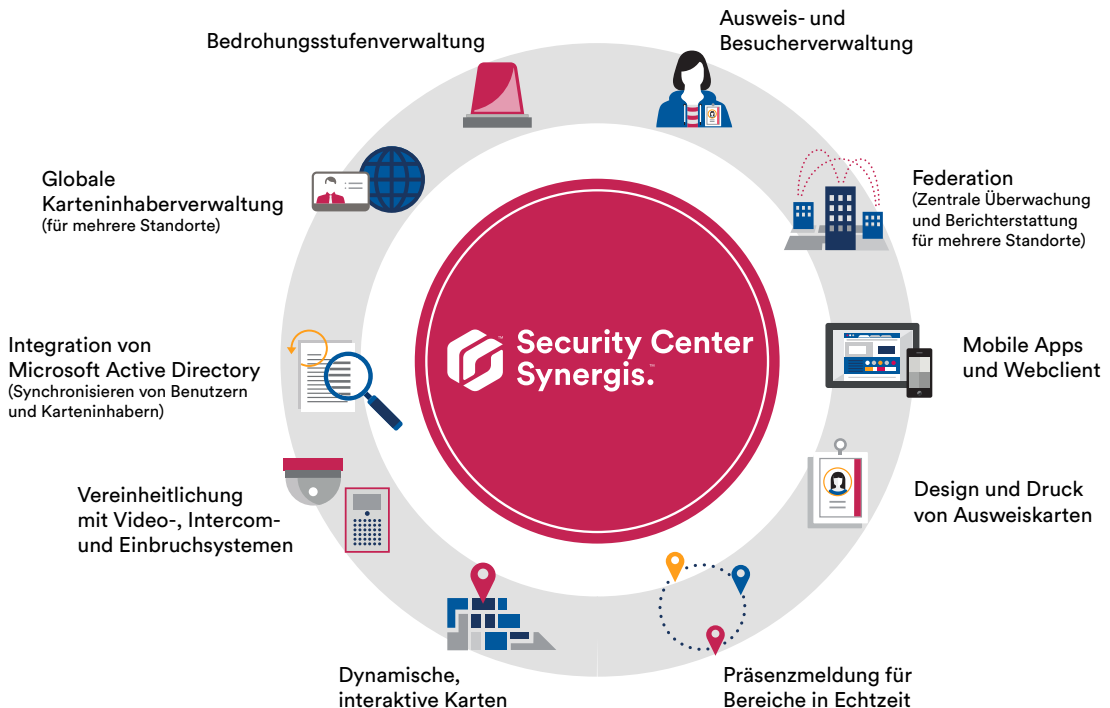 Bedrohungsstufenverwaltung
Ausweis- und
Besucherverwaltung
Globale
Karteninhaberverwaltung
(für mehrere Standorte)
Federation
(Zentrale Überwachung
und Berichterstattung
für mehrere Standorte)
Security Center
Synergis.™
Integration von
Microsoft Active Directory
(Synchronisieren von Benutzern
und Karteninhabern)
Mobile Apps
und Webclient
Vereinheitlichung
mit Video-, Intercom-
und Einbruchsystemen
Design und Druck
von Ausweiskarten
Dynamische,
interaktive Karten
Präsenzmeldung für
Bereiche in Echtzeit